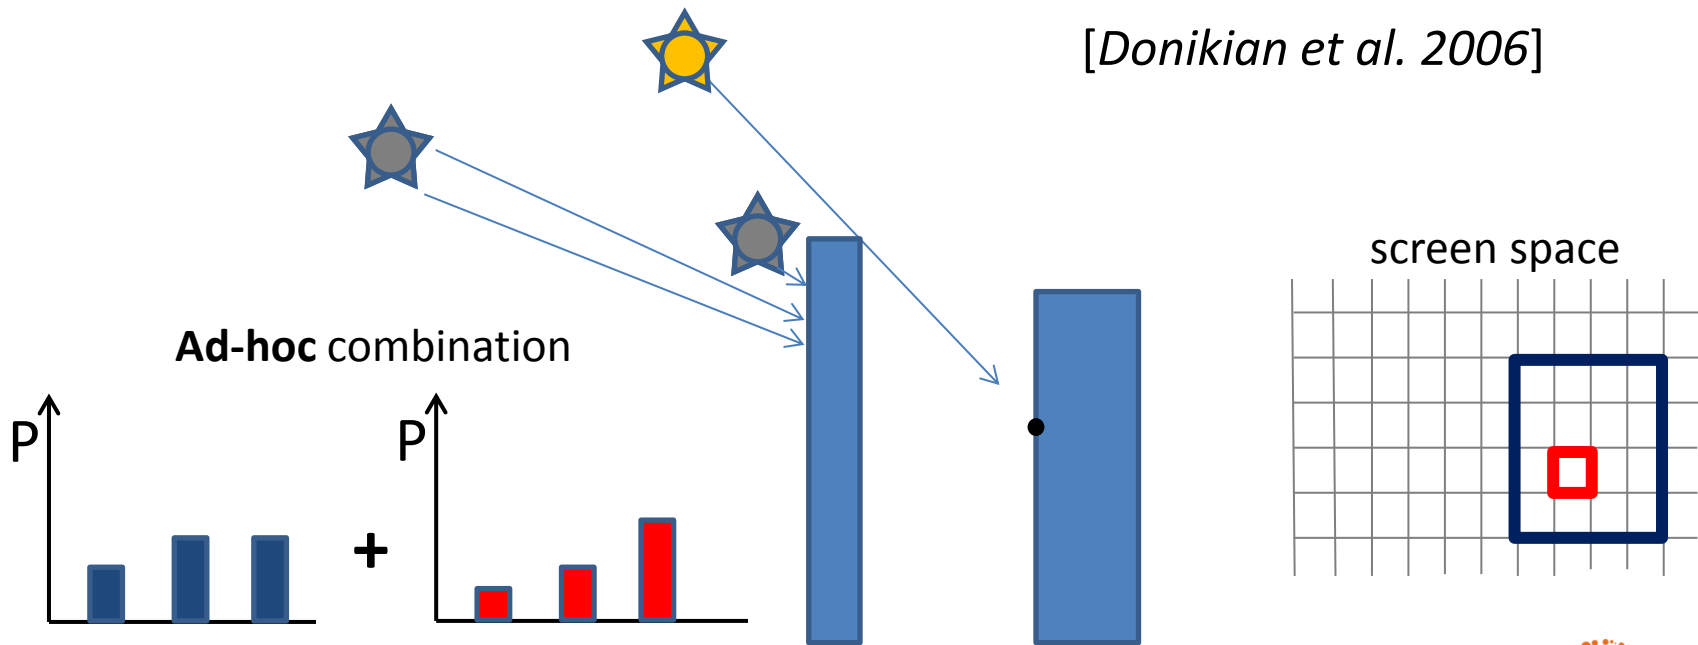 [Donikian et al. 2006]
screen space
Ad-hoc combination
P
+
P